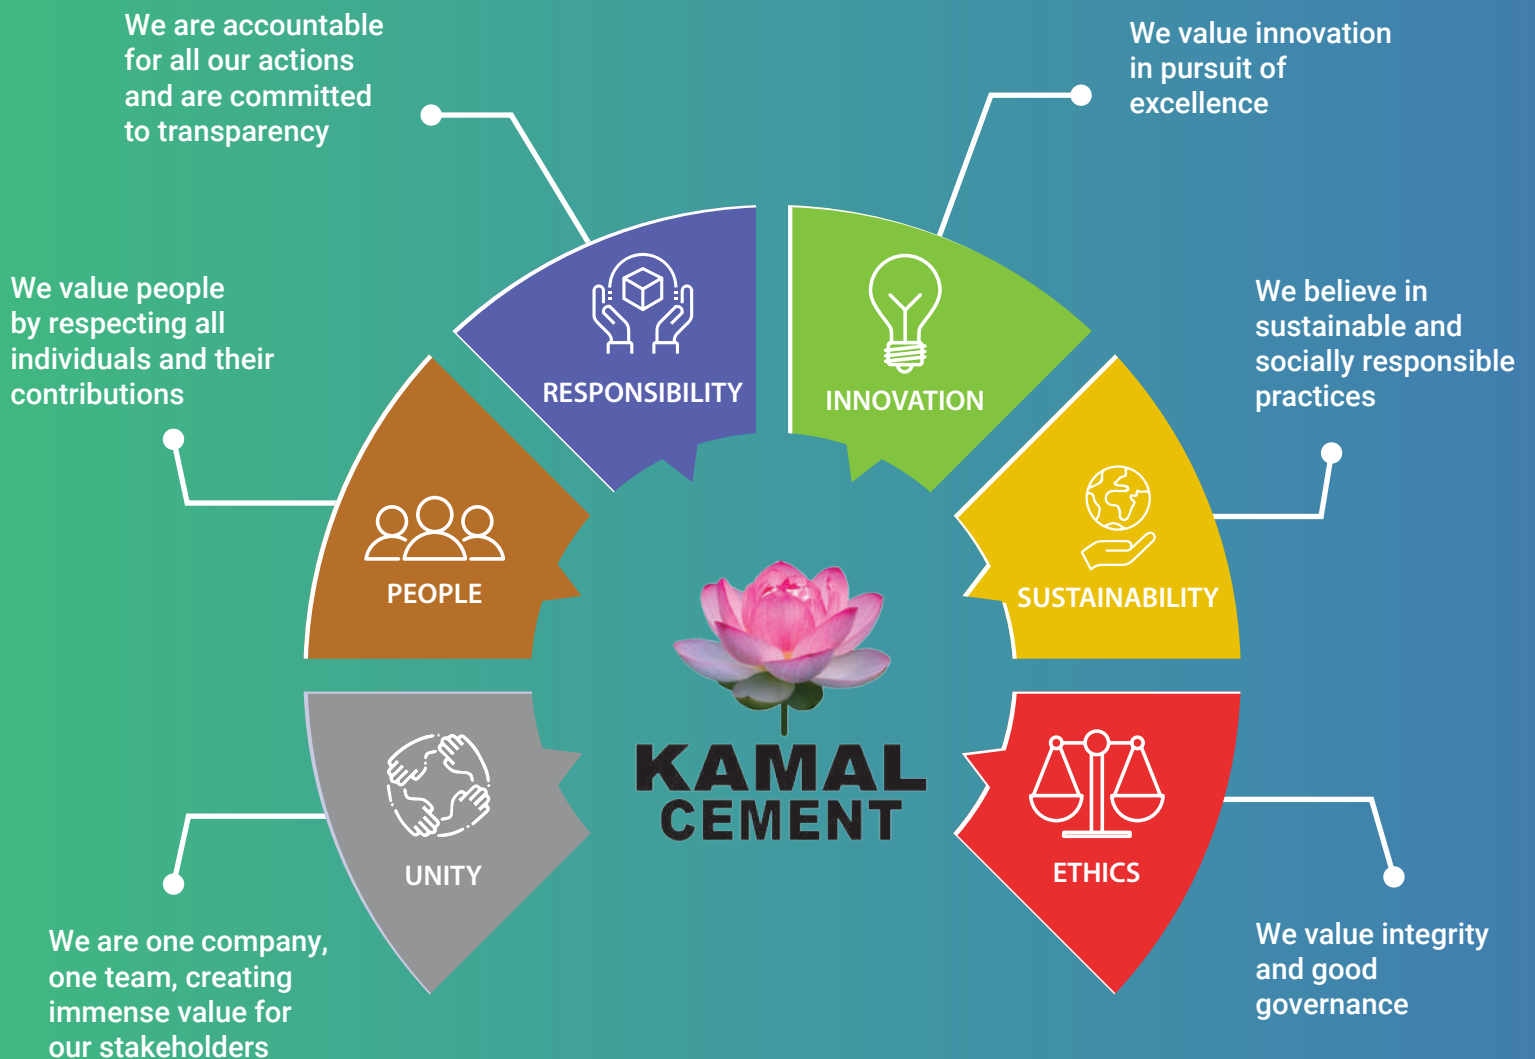 We are accountable
for all our actions
and are committed
to transparency
We value innovation
in pursuit of
excellence
We value people
by respecting all
individuals and their
contributions
We believe in
sustainable and
socially responsible
practices
RESPONSIBILITY
INNOVATION
PEOPLE
SUSTAINABILITY
KAMAL
CEMENT
UNITY
ETHICS
We are one company,
one team, creating
immense value for
our stakeholders
We value integrity
and good
governance